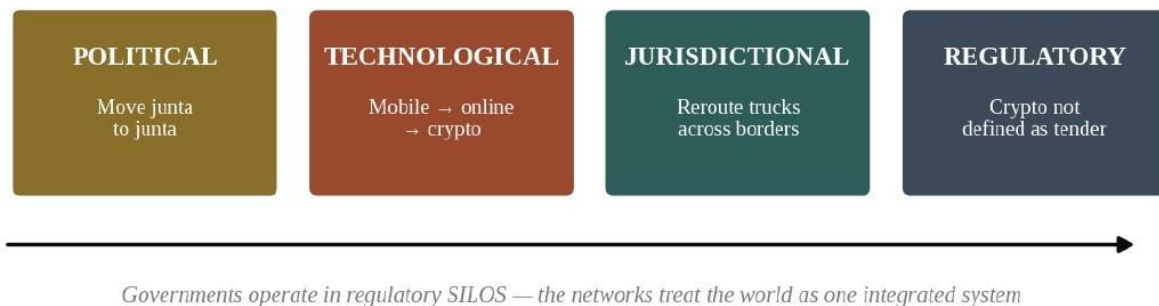 POLITICAL
Move junta
to junta
TECHNOLOGICAL
Mobile → online
→ crypto
JURISDICTIONAL
Reroute trucks
across borders
REGULATORY
Crypto not
defined as tender
Governments operate in regulatory SILOS — the networks treat the world as one integrated system